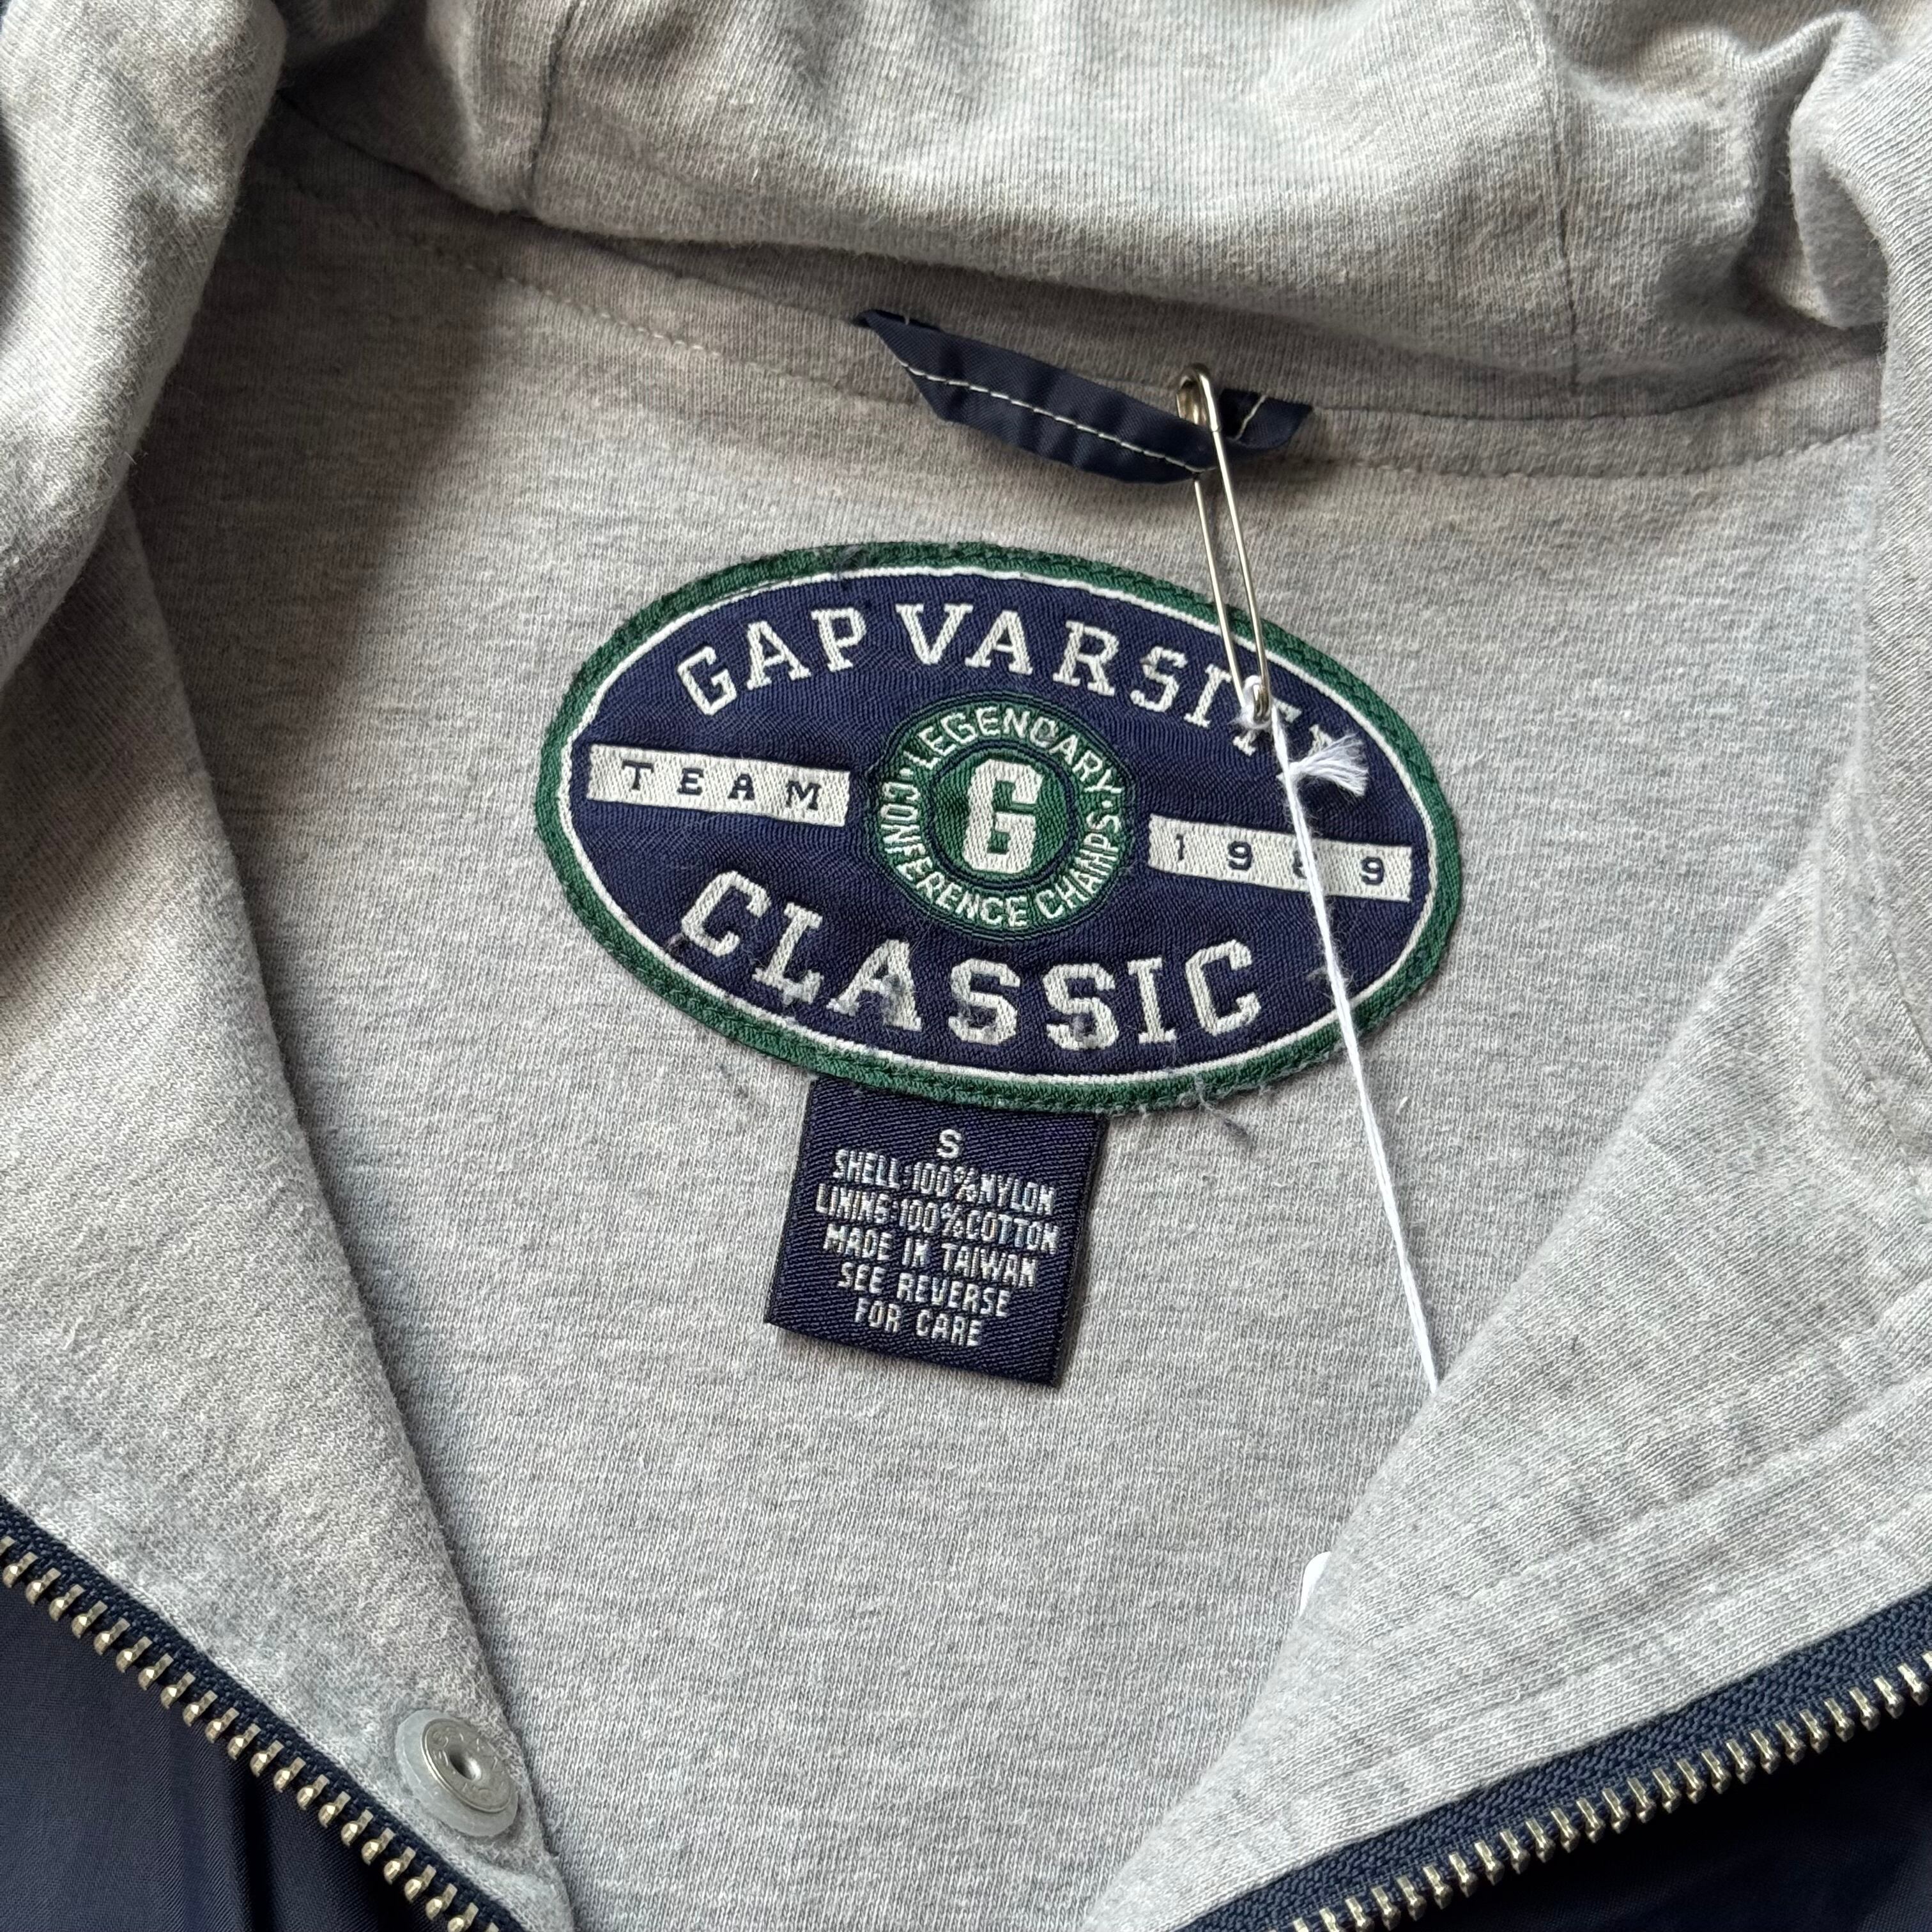 GAP VARSITY
TEAM
·LEGENDARY·
G
CONFERENCE CHAMPS
1989
CLASSIC
S
SHELL 100% NYLON
LINING 100% COTTON
MADE IN TAIWAN
SEE REVERSE
FOR CARE